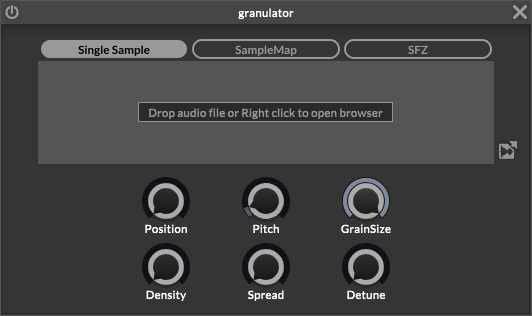 granulator
Single Sample
SampleMap
SFZ
Drop audio file or Right click to open browser
Position
Pitch
GrainSize
Density
Spread
Detune